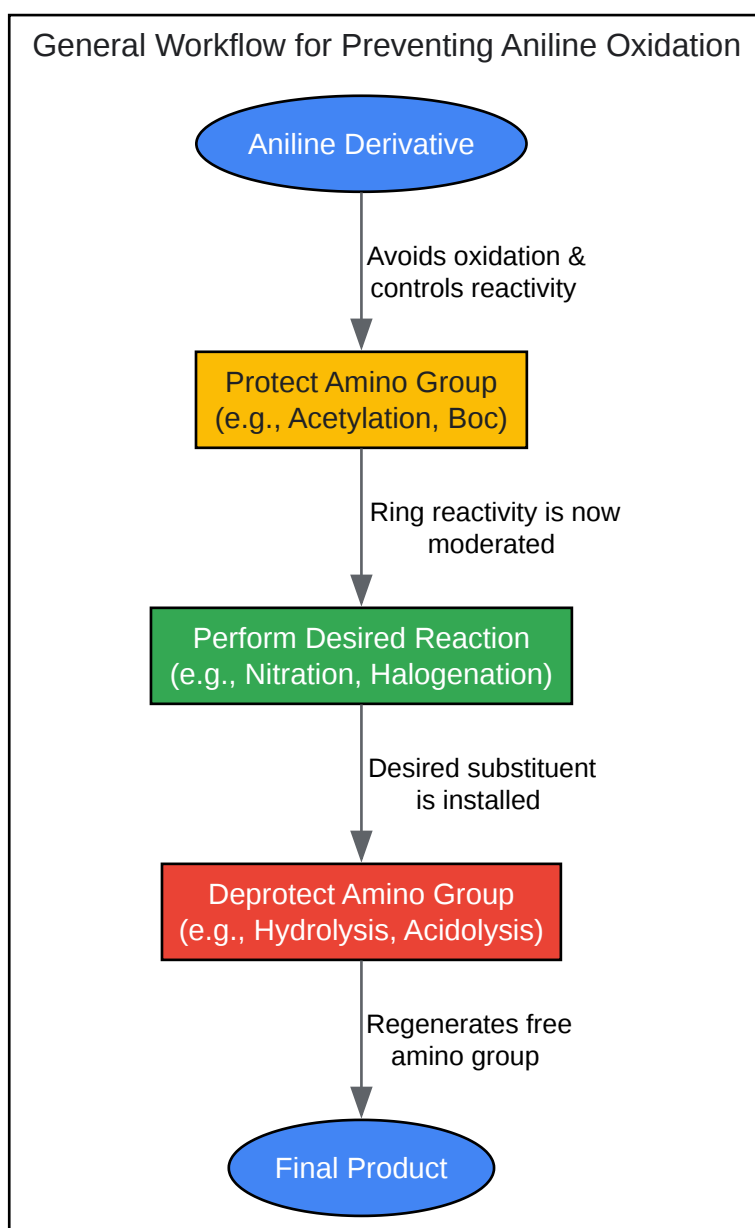 General Workflow for Preventing Aniline Oxidation
Aniline Derivative
Avoids oxidation &
controls reactivity
Protect Amino Group
(e.g., Acetylation, Boc)
Ring reactivity is now
moderated
Perform Desired Reaction
(e.g., Nitration, Halogenation)
Desired substituent
is installed
Deprotect Amino Group
(e.g., Hydrolysis, Acidolysis)
Regenerates free
amino group
Final Product